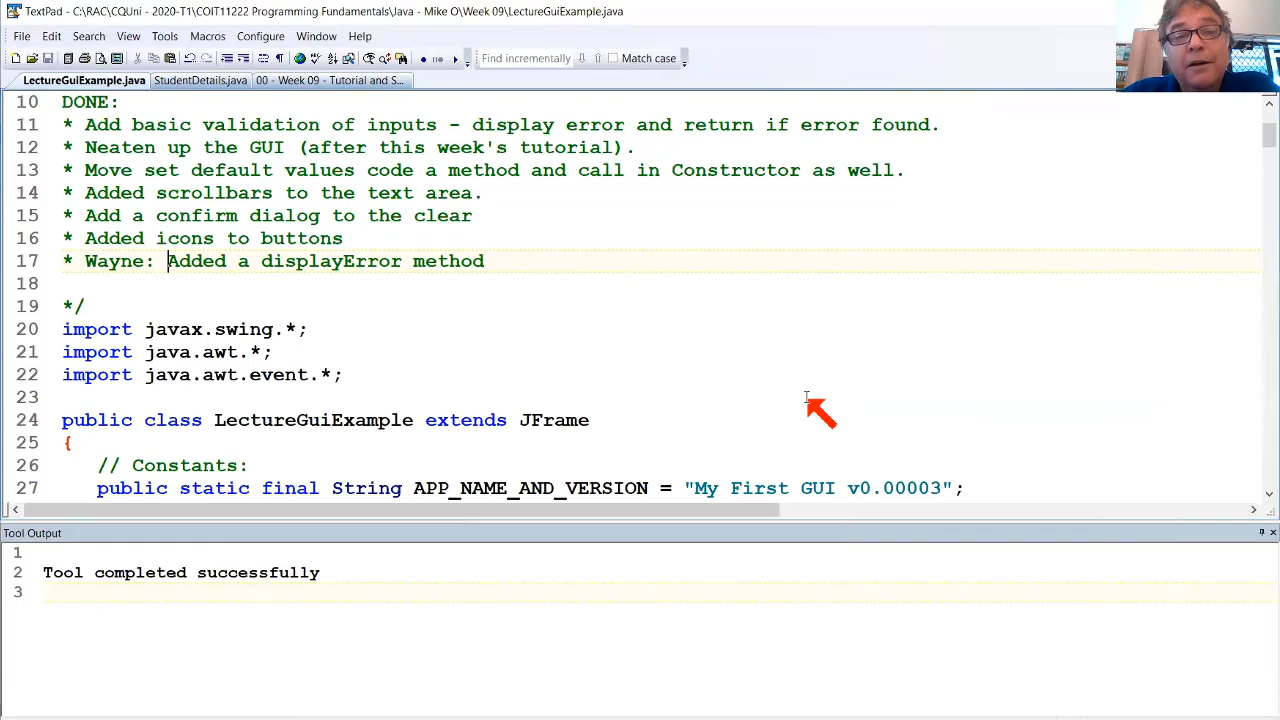 TextPad - C:\RAC\CQUni - 2020-T1\COIT11222 Programming Fundamentals\Java - Mike O\Week 09\LectureGuiExample.java
File Edit Search View Tools Macros Configure Window Help
Find incrementally Match case
LectureGuiExample.java StudentDetails.java 00 - Week 09 - Tutorial and S...
10 DONE:
11 * Add basic validation of inputs - display error and return if error found.
12 * Neaten up the GUI (after this week's tutorial).
13 * Move set default values code a method and call in Constructor as well.
14 * Added scrollbars to the text area.
15 * Add a confirm dialog to the clear
16 * Added icons to buttons
17 * Wayne: Added a displayError method
18
19 */
20 import javax.swing.*;
21 import java.awt.*;
22 import java.awt.event.*;
23
24 public class LectureGuiExample extends JFrame
25 {
26 // Constants:
27 public static final String APP_NAME_AND_VERSION = "My First GUI v0.00003";
Tool Output
1
2 Tool completed successfully
3